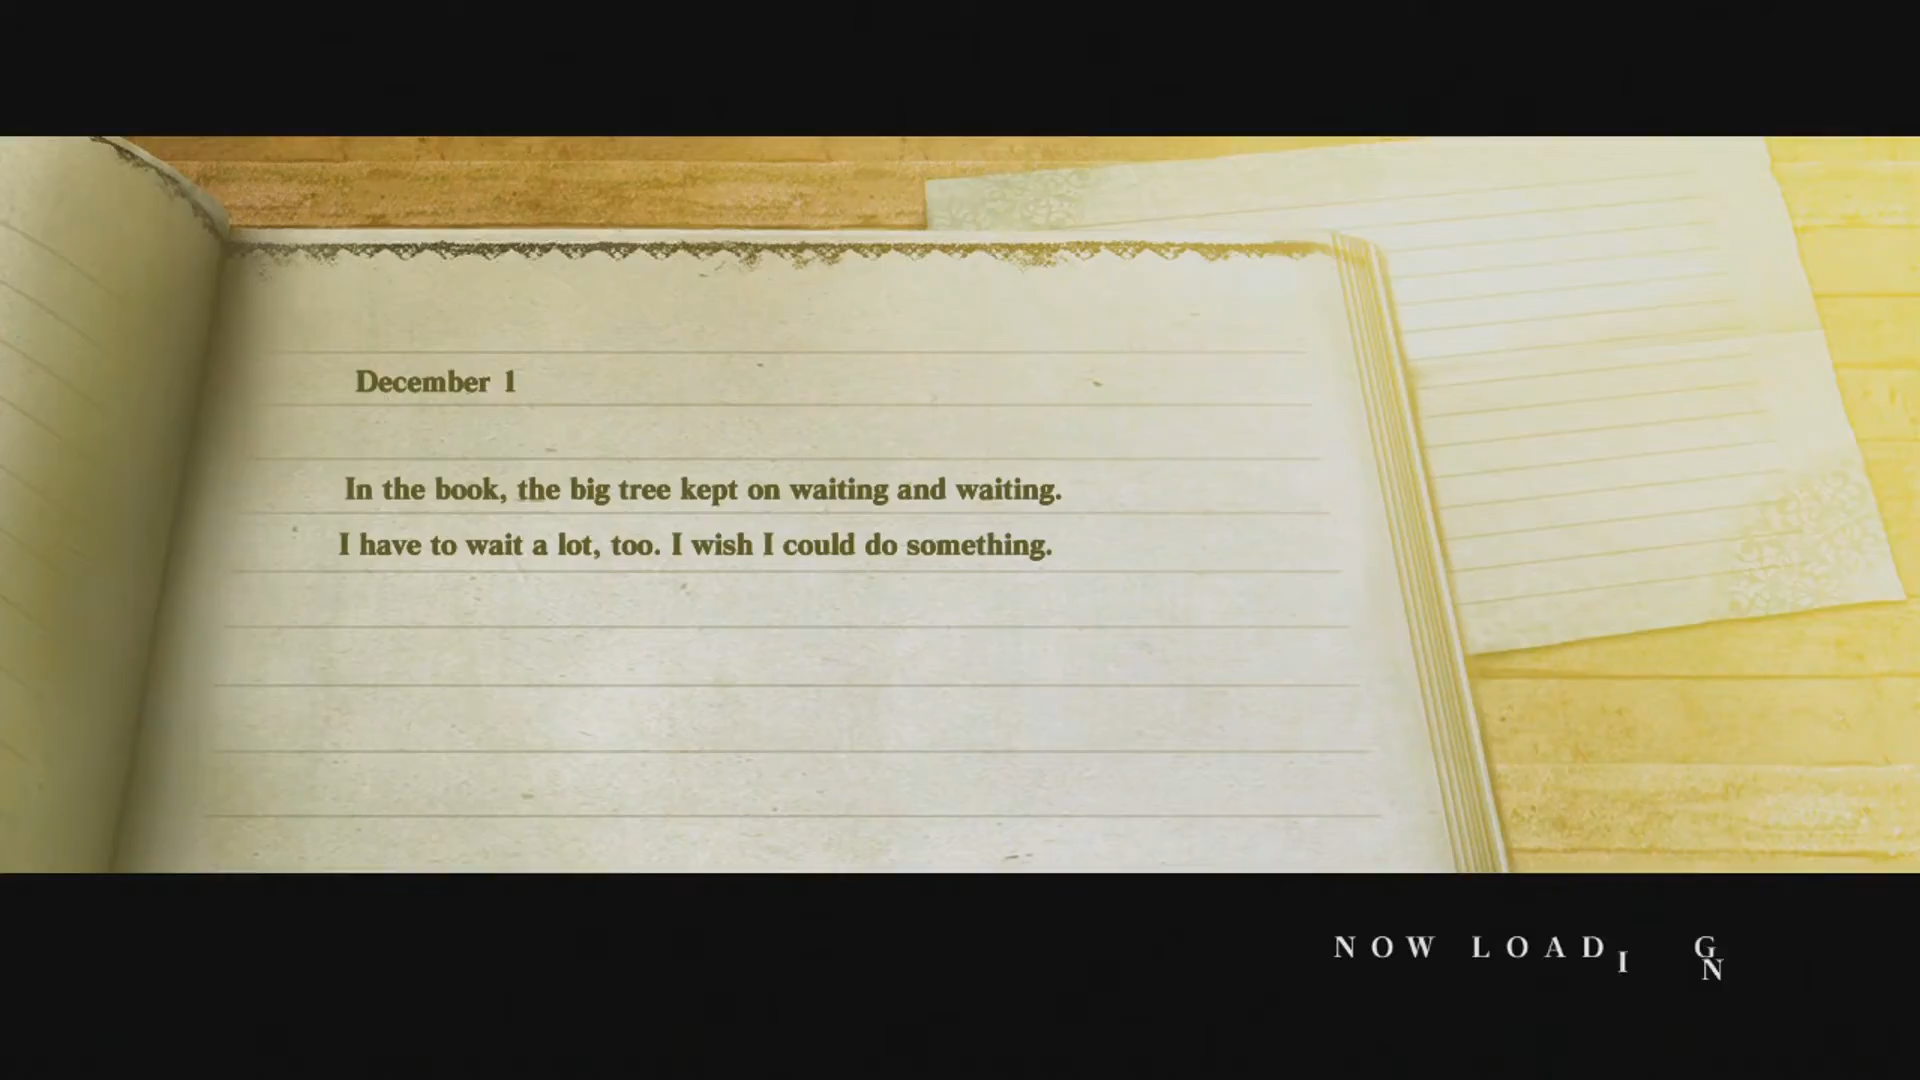 December 1
In the book, the big tree kept on waiting and waiting.
I have to wait a lot, too. I wish I could do something.
NOW LOADING